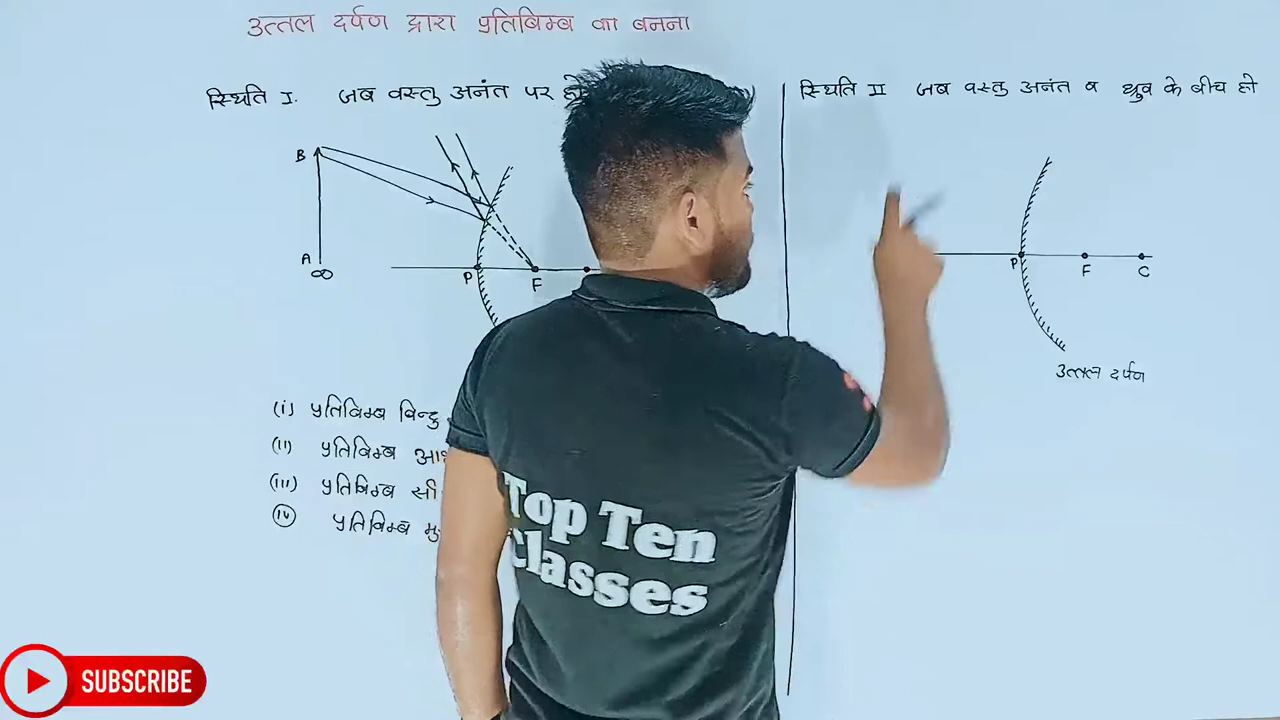 उत्तल दर्पण द्वारा प्रतिबिम्ब का बनना
स्थिति I. जब वस्तु अनंत पर
B
A
∞
P F
(i) प्रतिबिम्ब बिन्दु
(ii) प्रतिबिम्ब
(iii) प्रतिबिम्ब
(iv) प्रतिबिम्ब
स्थिति II जब वस्तु अनंत व ध्रुव के बीच हो
P F C
उत्तल दर्पण
Top Ten
Classes
SUBSCRIBE